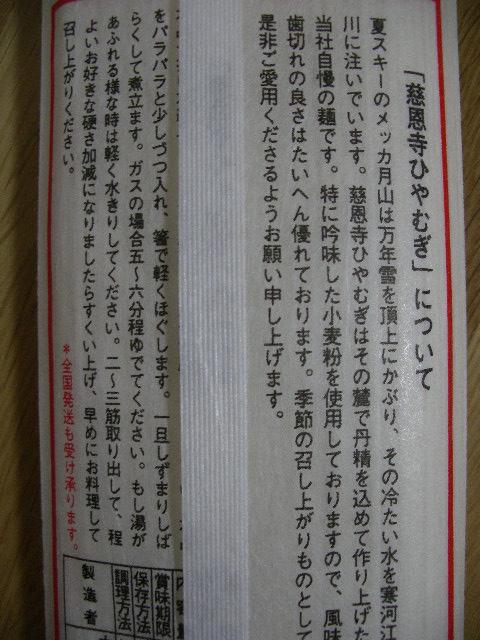 「慈恩寺ひやむぎ」について
夏スキーのメッカ月山は万年雪を頂上にかぶり、その冷たい水を寒河江
川に注いでいます。慈恩寺ひやむぎはその麓で丹精を込めて作り上げた
当社自慢の麺です。特に吟味した小麦粉を使用しておりますので、風味
歯切れの良さはたいへん優れております。季節の召し上がりものとして
是非ご愛用くださるようお願い申し上げます。
をバラバラと少しづつ入れ、箸で軽くほぐします。一旦しずまりしば
らくして煮立ます。ガスの場合五〜六分程ゆでてください。もし湯が
あふれる様な時は軽く水きりしてください。二〜三筋取り出して、程
よいお好きな硬さ加減になりましたらすくい上げ、早めにお料理して
召し上がりください。
＊全国発送も受け承ります。
賞味期限
保存方法
調理方法
製造者